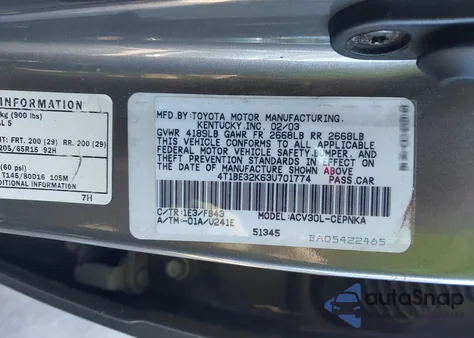 INFORMATION
kg (900 lbs)
AL 5
ENT: FRT. 200 (29) RR. 200 (29)
205/65R15 92H
(60 psi)
T145/80D16 105M
7H
MFD.BY:TOYOTA MOTOR MANUFACTURING,
KENTUCKY,INC. 02/03
GVWR 4189LB GAWR FR 2668LB RR 2668LB
THIS VEHICLE CONFORMS TO ALL APPLICABLE
FEDERAL MOTOR VEHICLE SAFETY, BUMPER, AND
THEFT PREVENTION STANDARDS IN EFFECT ON
THE DATE OF MANUFACTURE SHOWN ABOVE.
4T1BE32K63U701774 PASS.CAR
C/TR:1E3/FB43 MODEL:ACV30L-CEPNKA
A/TM:-01A/U241E
51345
BA05422465
autoSnap